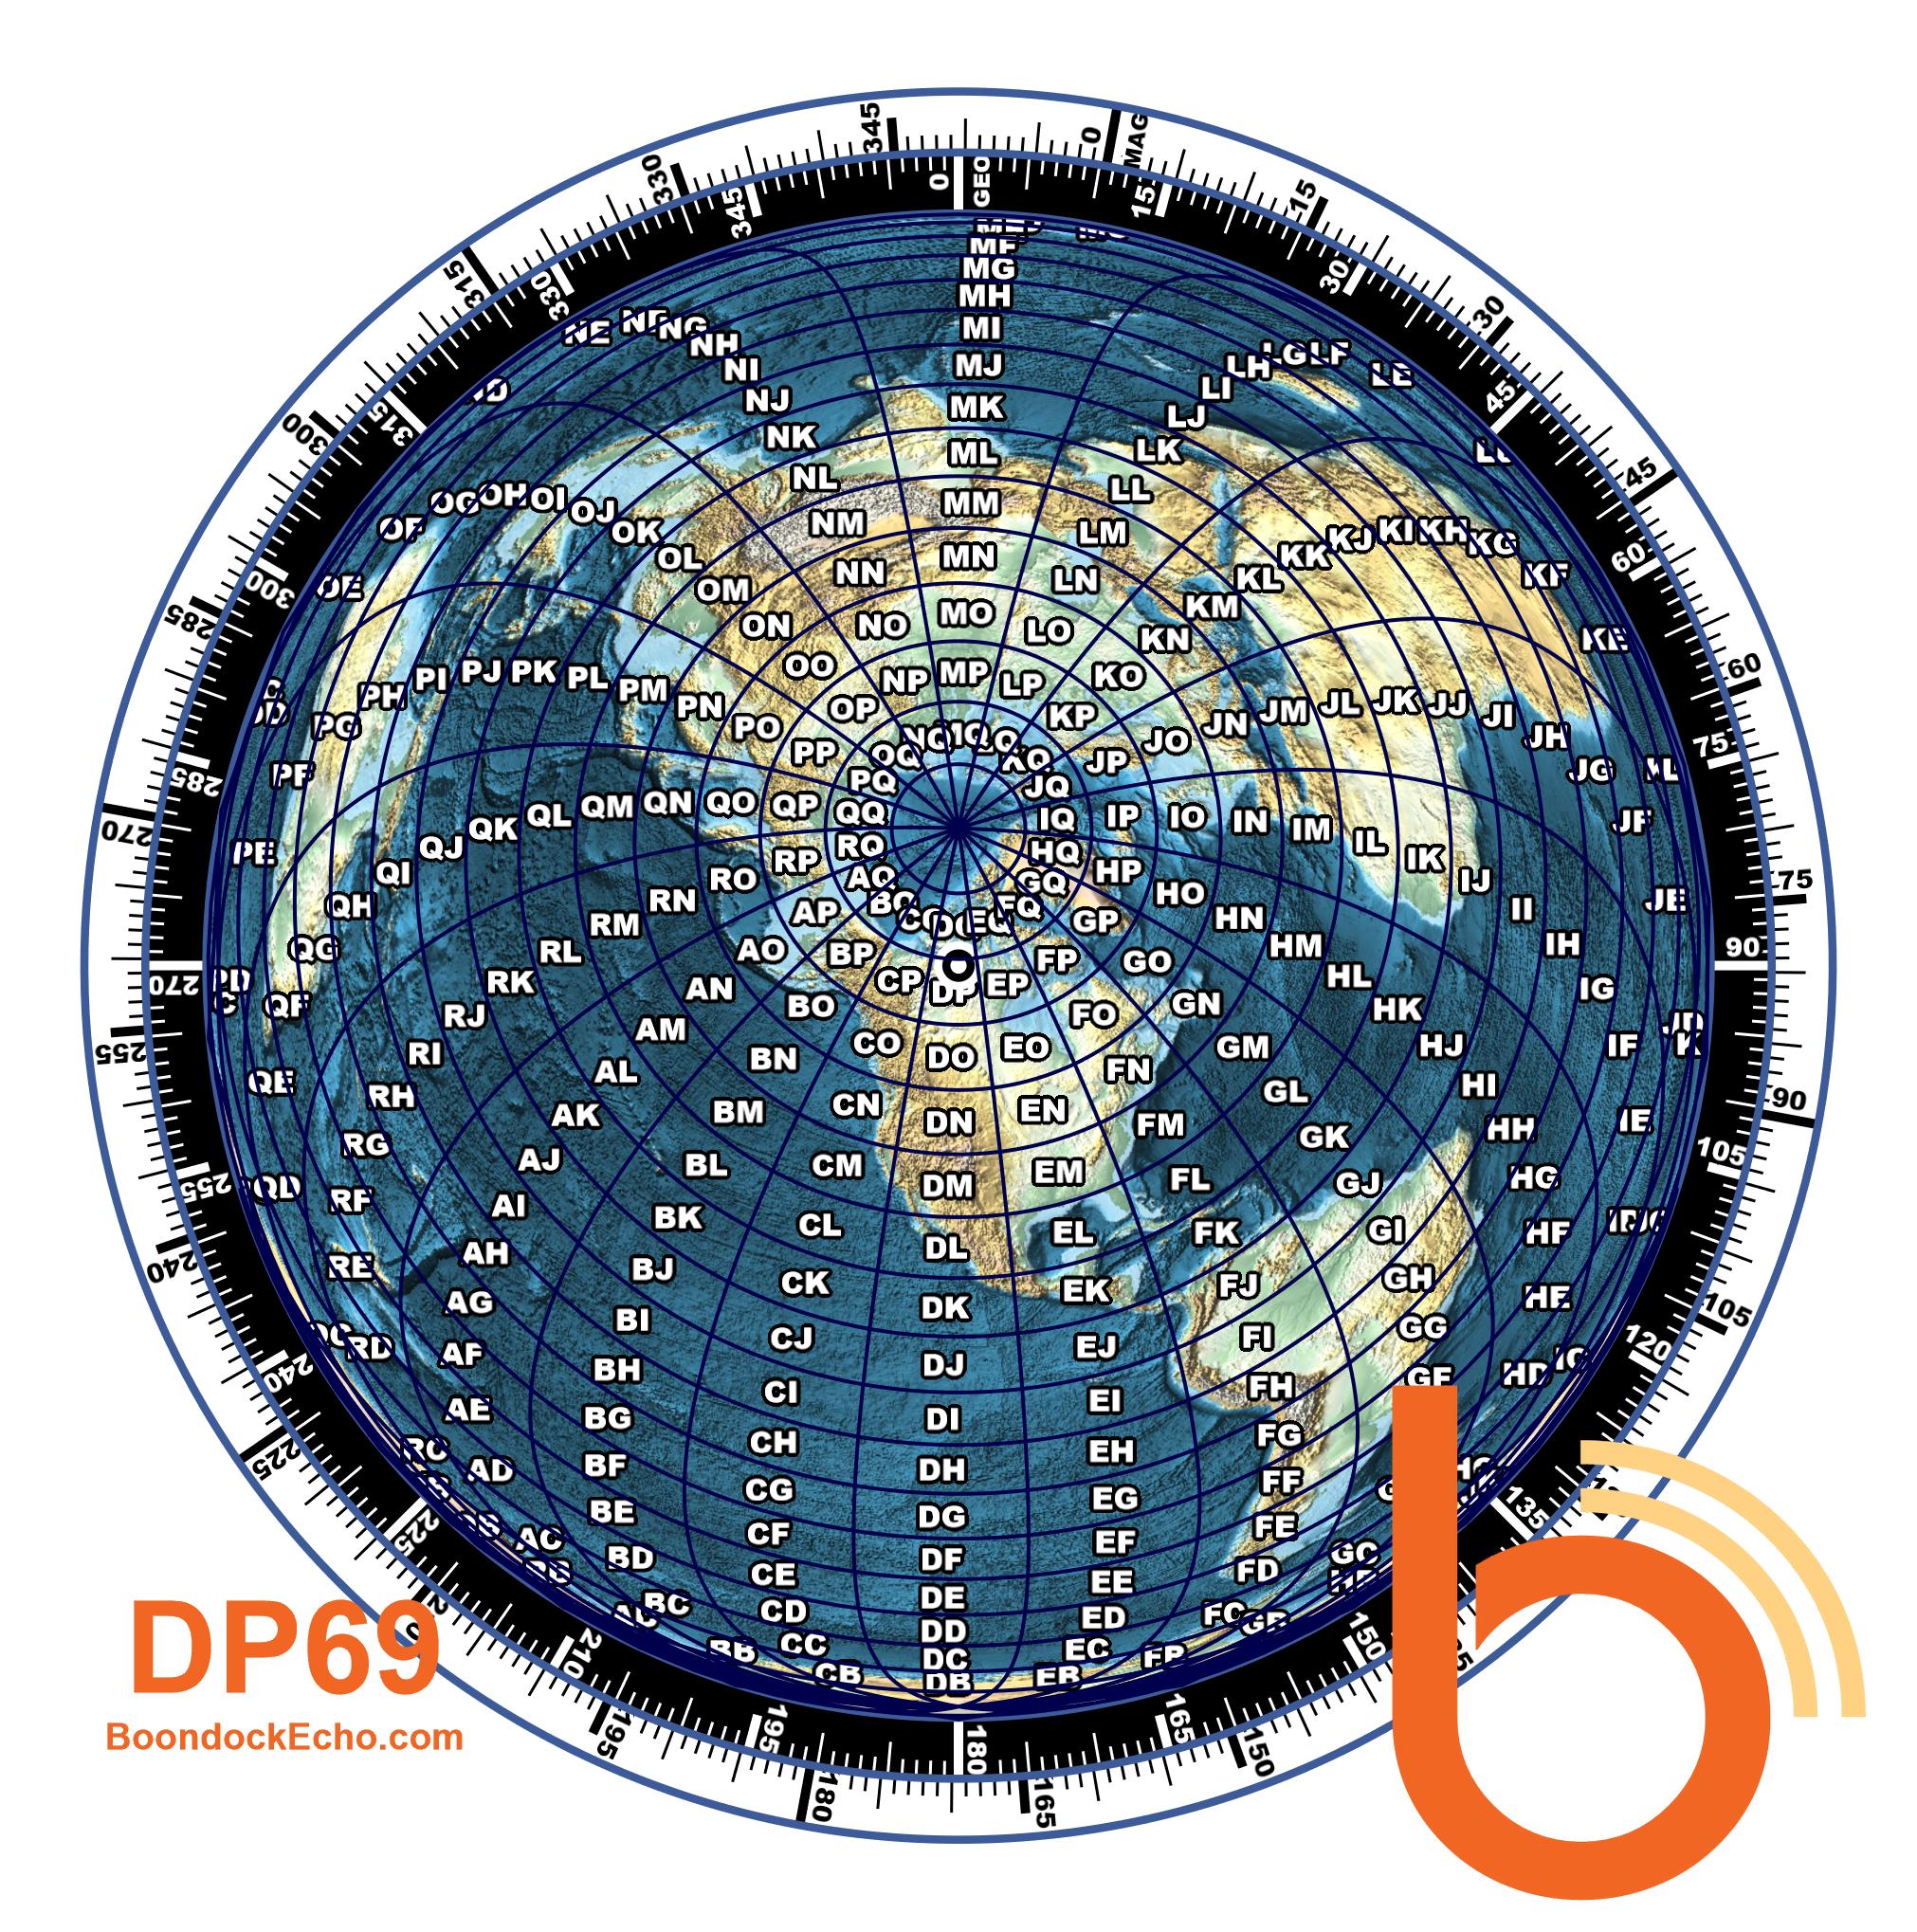 345
0
MAG
330
345
0
GEO
15
15
MF
MG
MH
MI
MJ
MK
ML
MM
MN
MO
MP
315
330
30
30
NE
NG
NH
NI
NJ
NK
NL
NM
NN
NO
NP
LH
LG
LF
LE
LI
LJ
LK
LL
LM
LN
LO
LP
300
315
45
45
OF
OG
OH
OI
OJ
OK
OL
OM
ON
OO
OP
OQ
OE
KK
KJ
KI
KH
KG
KF
KE
KL
KM
KN
KO
KP
KQ
285
300
60
60
PI
PJ
PK
PL
PM
PN
PO
PP
PQ
PH
PG
PF
PE
PD
JQ
JP
JO
JN
JM
JL
JK
JJ
JI
JH
JG
JF
JE
270
285
75
75
QH
QI
QJ
QK
QL
QM
QN
QO
QP
QQ
QG
QF
QE
QD
IQ
IP
IO
IN
IM
IL
IK
IJ
II
IH
IG
IF
IE
255
270
90
90
RQ
RP
RO
RN
RM
RL
RK
RJ
RI
RH
RG
RF
RE
RD
HQ
HP
HO
HN
HM
HL
HK
HJ
HI
HH
HG
HF
HE
HD
240
255
105
105
AQ
AP
AO
AN
AM
AL
AK
AJ
AI
AH
AG
AF
AE
AD
AC
GQ
GP
GO
GN
GM
GL
GK
GJ
GI
GH
GG
GF
GC
225
240
120
BP
BO
BN
BM
BL
BK
BJ
BI
BH
BG
BF
BE
BD
BC
BB
FQ
FP
FO
FN
FM
FL
FK
FJ
FI
FH
FG
FF
FE
FD
FC
225
135
CP
CO
CN
CM
CL
CK
CJ
CI
CH
CG
CF
CE
CD
CC
CB
O
DP
DO
DN
DM
DL
DK
DJ
DI
DH
DG
DF
DE
DD
DC
DB
EP
EO
EN
EM
EL
EK
EJ
EI
EH
EG
EF
EE
ED
EC
EB
195
210
195
180
180
165
165
150
150
DP69
BoondockEcho.com
b